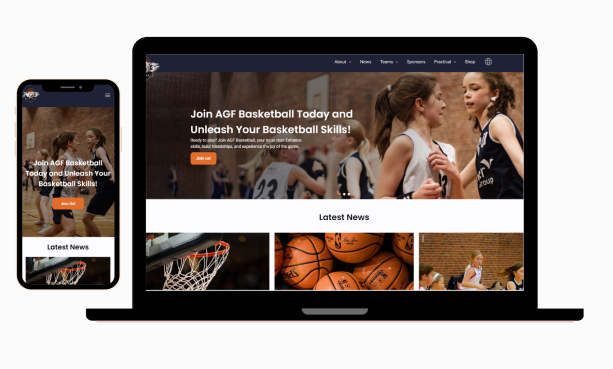 Join AGF Basketball
Today and Unleash Your
Basketball Skills!
Join Us!
Latest News
About News Teams Sponsors Practical Shop
Join AGF Basketball Today and
Unleash Your Basketball Skills!
Ready to join? Join AGF Basketball, your local club! Enhance
skills, build friendships, and experience the joy of the game.
Join us!
23
Latest News